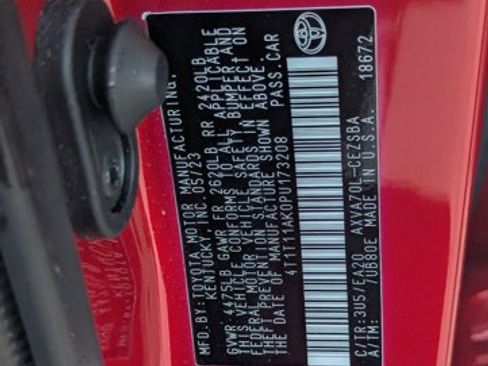 MFD.BY:TOYOTA MOTOR MANUFACTURING,
KENTUCKY, INC. 05/23
GVWR 4475LB GAWR FR 2620LB RR 2420LB
THIS VEHICLE CONFORMS TO ALL APPLICABLE
FEDERAL MOTOR VEHICLE SAFETY, BUMPER, AND
THEFT PREVENTION STANDARDS IN EFFECT ON
THE DATE OF MANUFACTURE SHOWN ABOVE.
4T1T11AK0PU173208 PASS.CAR
C/TR:3U5/EA20 AXVA70L-CEZSBA
A/TM: 7UB80E MADE IN U.S.A. 18672